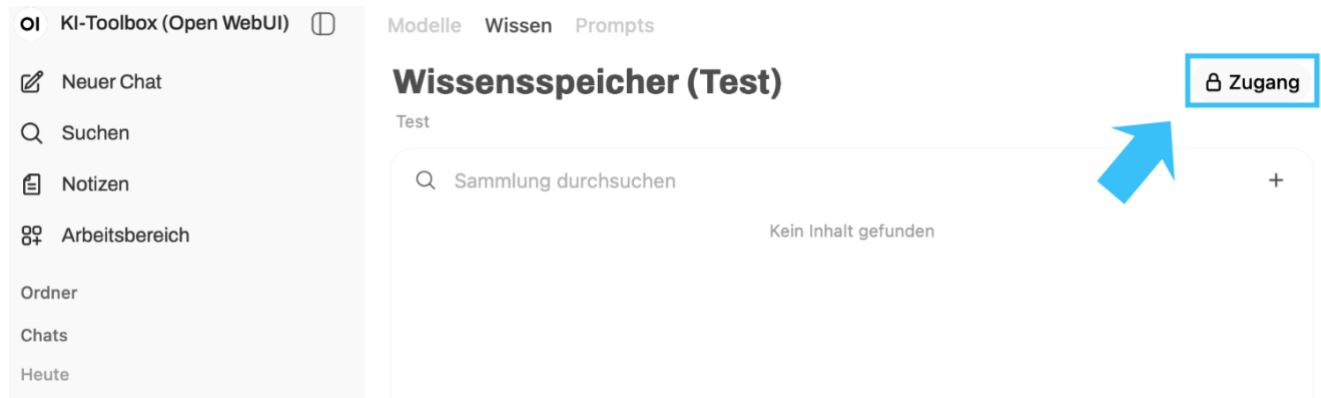 OI KI-Toolbox (Open WebUI)
Neuer Chat
Suchen
Notizen
Arbeitsbereich
Ordner
Chats
Heute
Modelle Wissen Prompts
Wissensspeicher (Test)
Zugang
Test
Sammlung durchsuchen
Kein Inhalt gefunden